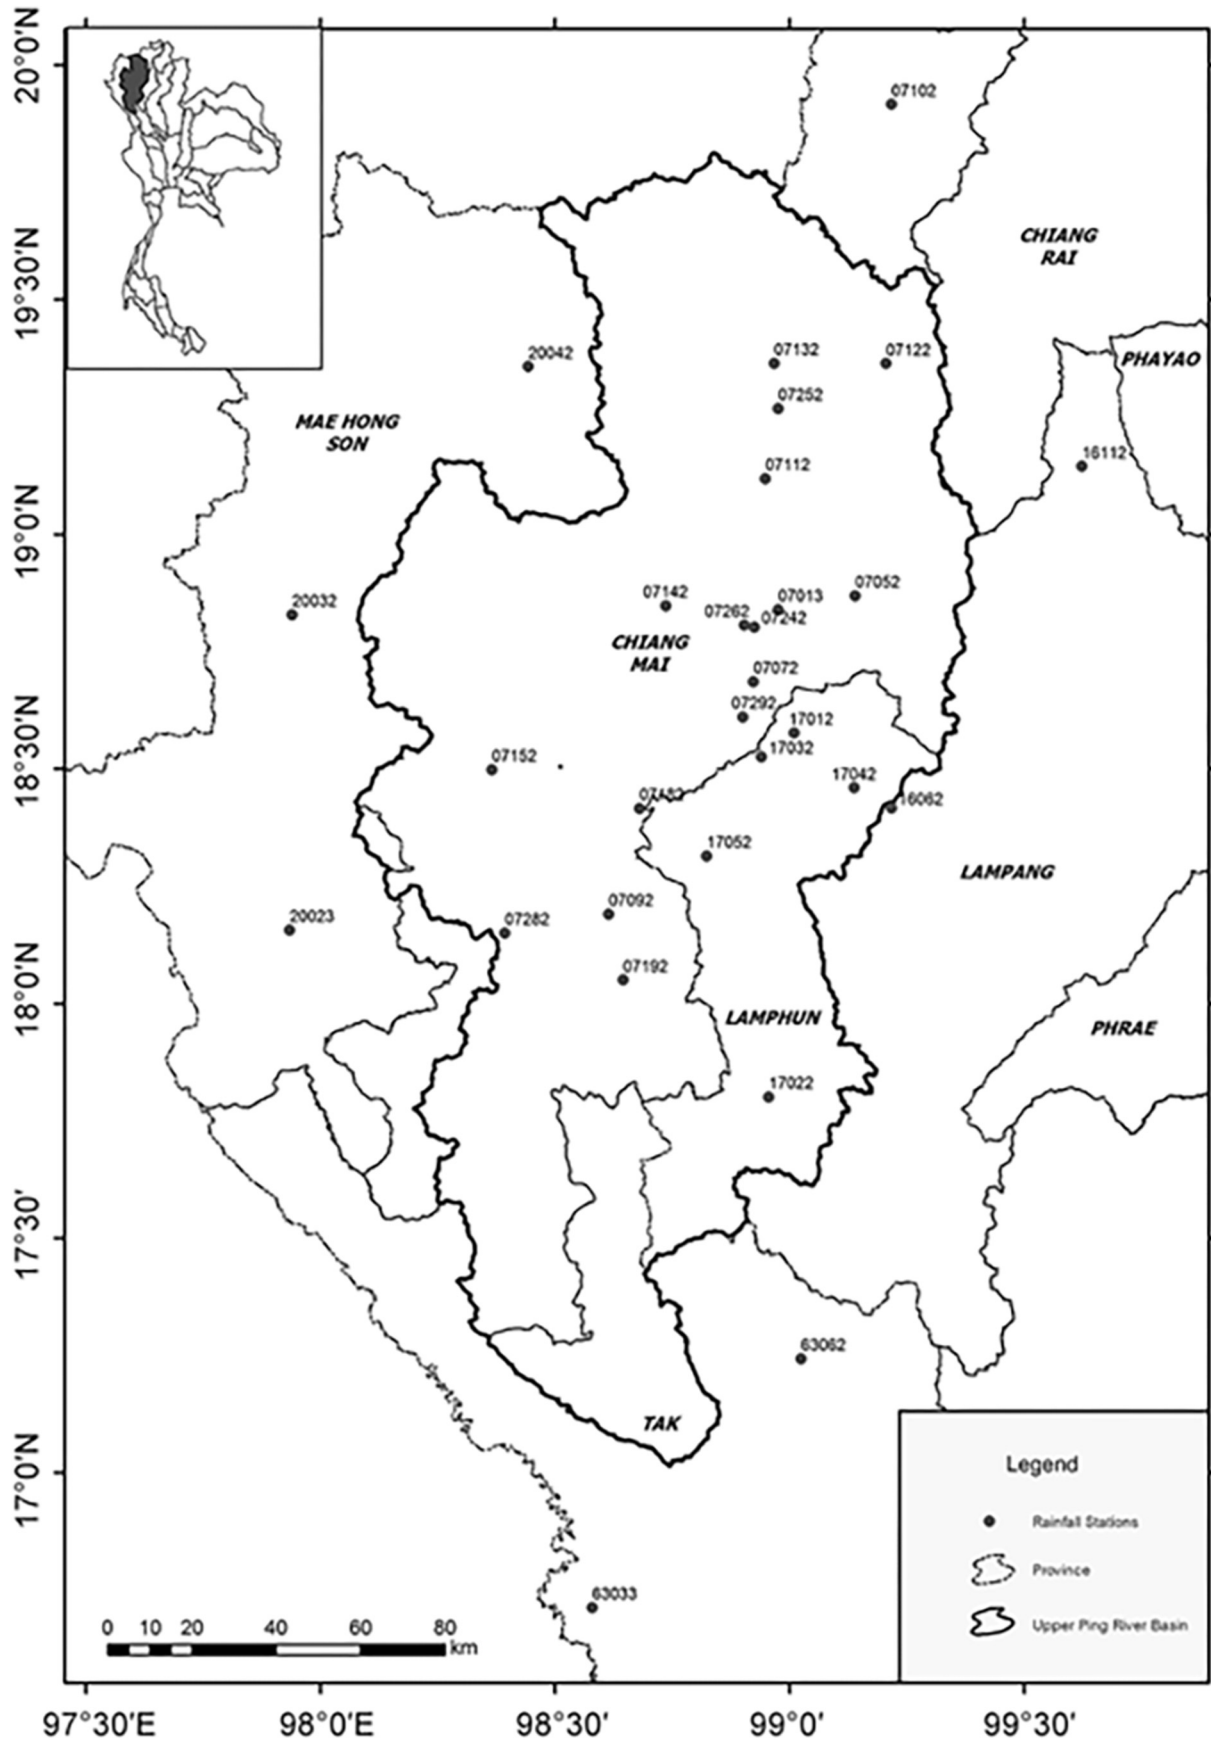 20°0'N
19°30'N
19°0'N
18°30'N
18°0'N
17°30'
17°0'N
07102
CHIANG
RAI
20042
07132
07122
PHAYAO
07252
MAE HONG
SON
16112
07112
07052
07142
07013
20032
07262
07242
CHIANG
MAI
07072
07292
17012
17032
07152
17042
16062
17052
LAMPANG
07092
20023
07282
07192
LAMPHUN
PHRAE
17022
63062
TAK
Legend
Rainfall Stations
Province
Upper Ping River Basin
63033
0 10 20 40 60 80
km
97°30'E 98°0' 98°30' 99°0' 99°30'